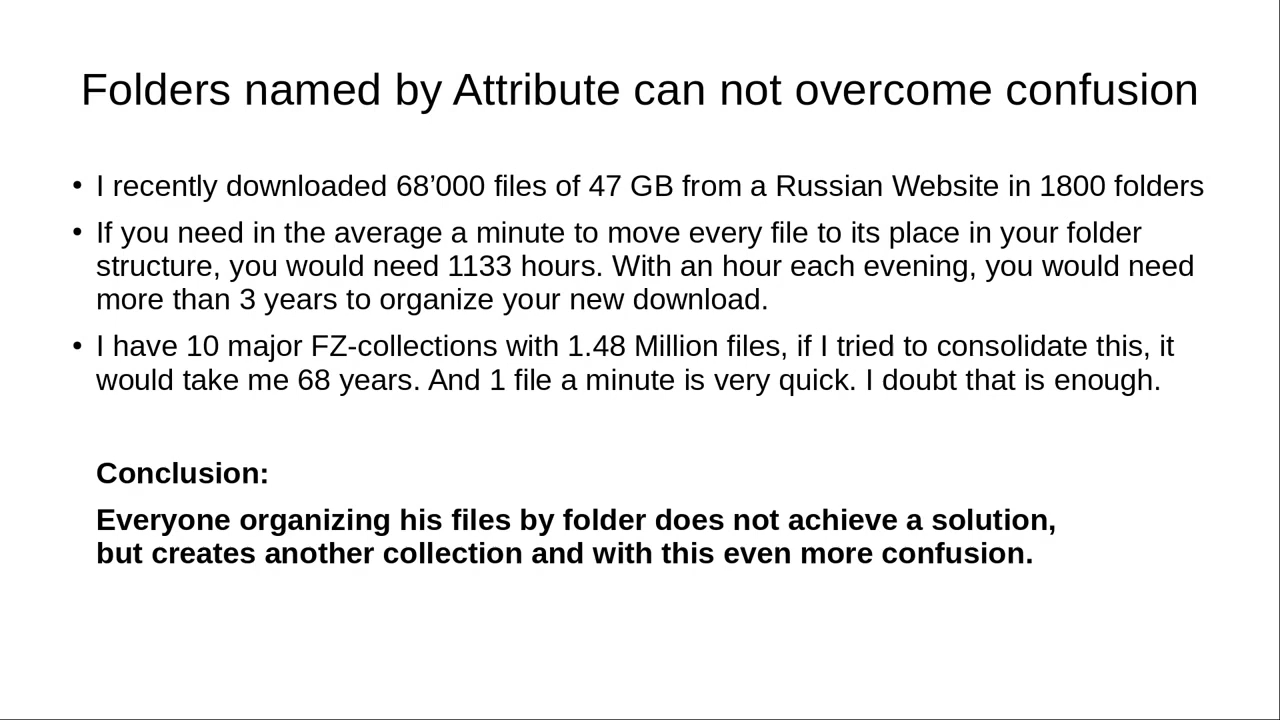 Folders named by Attribute can not overcome confusion
• I recently downloaded 68’000 files of 47 GB from a Russian Website in 1800 folders
• If you need in the average a minute to move every file to its place in your folder
structure, you would need 1133 hours. With an hour each evening, you would need
more than 3 years to organize your new download.
• I have 10 major FZ-collections with 1.48 Million files, if I tried to consolidate this, it
would take me 68 years. And 1 file a minute is very quick. I doubt that is enough.
Conclusion:
Everyone organizing his files by folder does not achieve a solution,
but creates another collection and with this even more confusion.